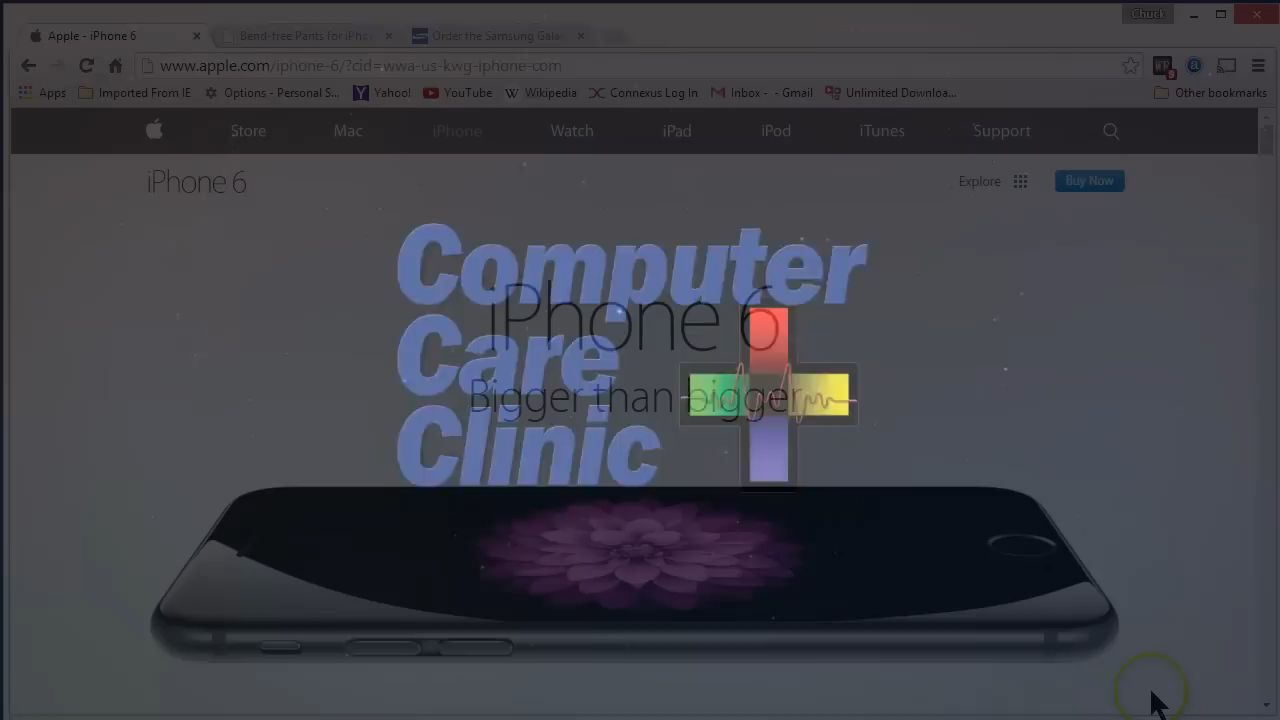 Chuck
Apple - iPhone 6
Bend-free Pants for iPho
Order the Samsung Gala
www.apple.com/iphone-6/?cid=wwa-us-kwg-iphone-com
Apps
Imported From IE
Options - Personal S...
Yahoo!
YouTube
Wikipedia
Connexus Log In
Inbox - - Gmail
Unlimited Downloa...
Other bookmarks
Store
Mac
iPhone
Watch
iPad
iPod
iTunes
Support
iPhone 6
Explore
Buy Now
Computer
Care
Clinic
iPhone 6
Bigger than bigger